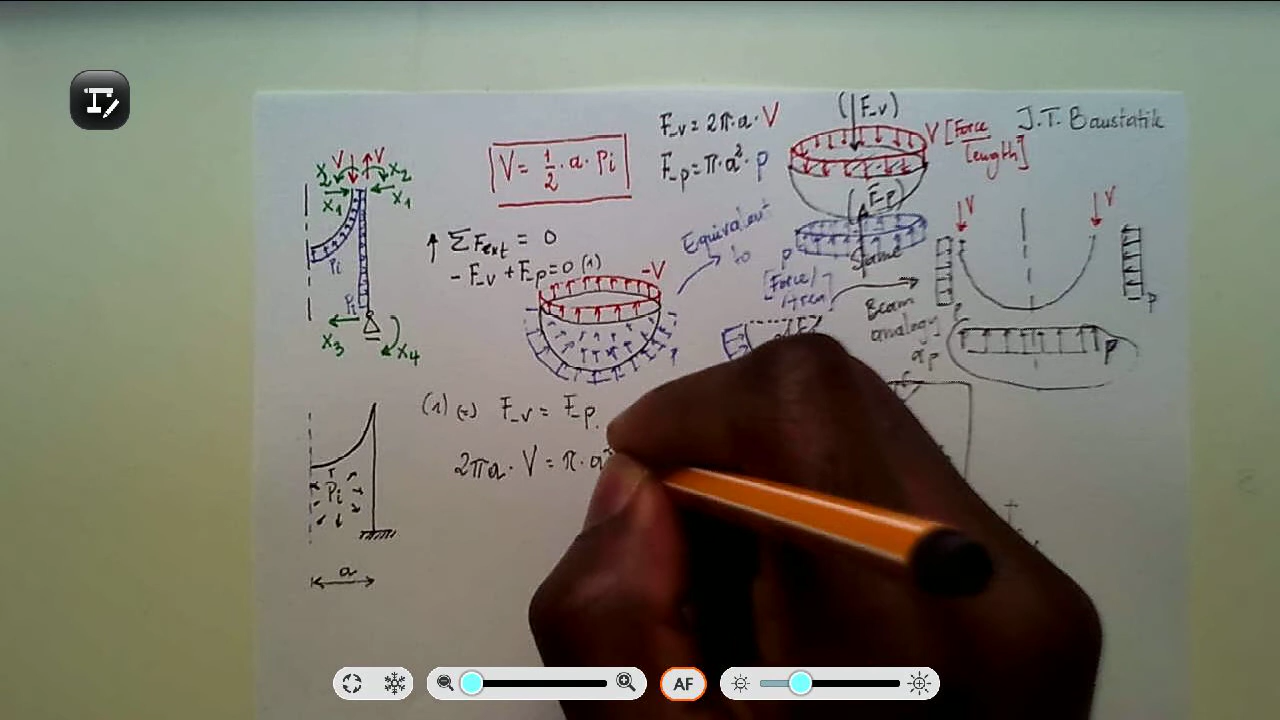 J.T. Baustatik
F_v = 2π·a·V
F_p = π·a²·p
V = 1/2 · a · Pi
(F_v)
V [Force/length]
(F_p)
V V
X2 X2
X1 X1
Pi
Pi
X3
X4
↑ ΣFext = 0
- F_v + F_p = 0 (1)
-V
Equivalent
to
p
[Force/
Area]
Same
Beam
analogy
V
V
p
p
(1) (=) F_v = F_p.
2πa · V = π · a²
Pi
a
AF